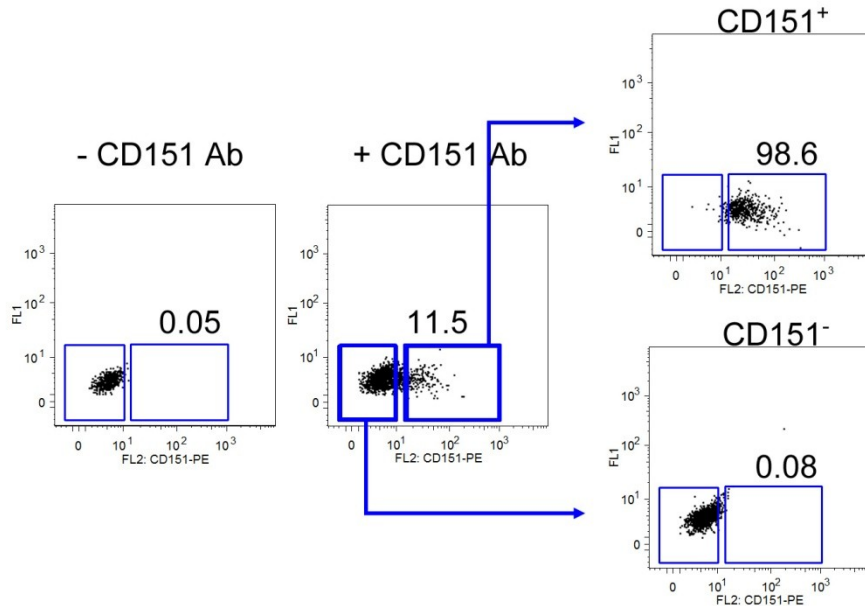 CD151⁺
10³
10²
98.6
10¹
0
FL1
0 10¹ 10² 10³
FL2: CD151-PE
- CD151 Ab
10³
10²
0.05
10¹
0
FL1
0 10¹ 10² 10³
FL2: CD151-PE
+ CD151 Ab
10³
10²
11.5
10¹
0
FL1
0 10¹ 10² 10³
FL2: CD151-PE
CD151⁻
10³
10²
0.08
10¹
0
FL1
0 10¹ 10² 10³
FL2: CD151-PE